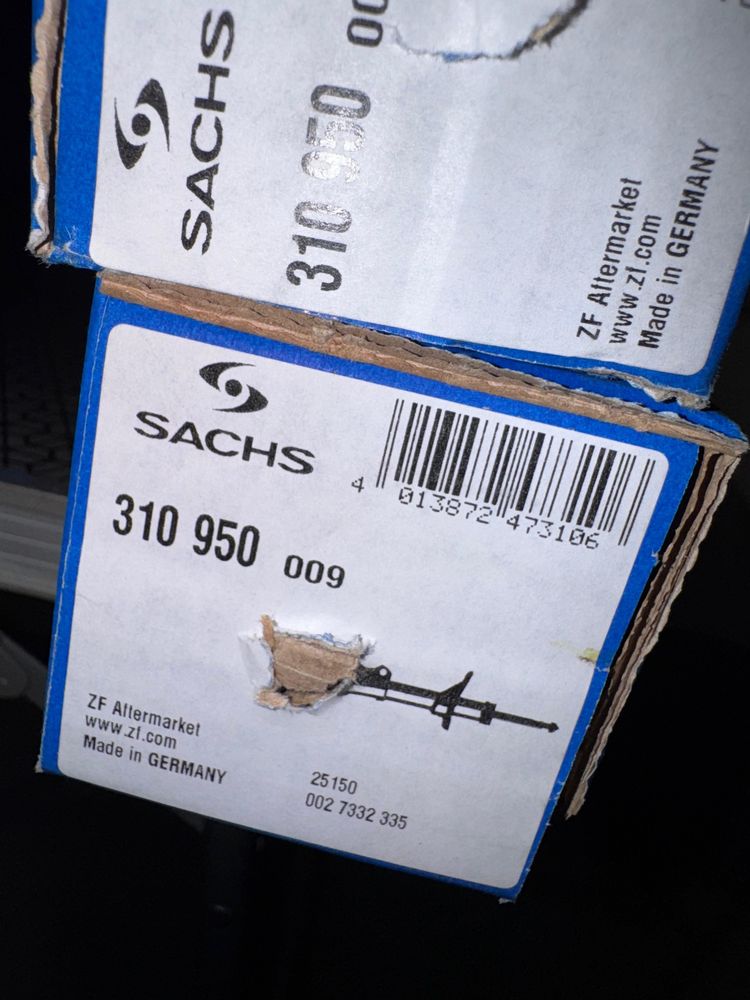 SACHS
310 950 00
ZF Aftermarket
www.zf.com
Made in GERMANY
SACHS
4 013872 473106
310 950 009
ZF Aftermarket
www.zf.com
Made in GERMANY
25150
002 7332 335